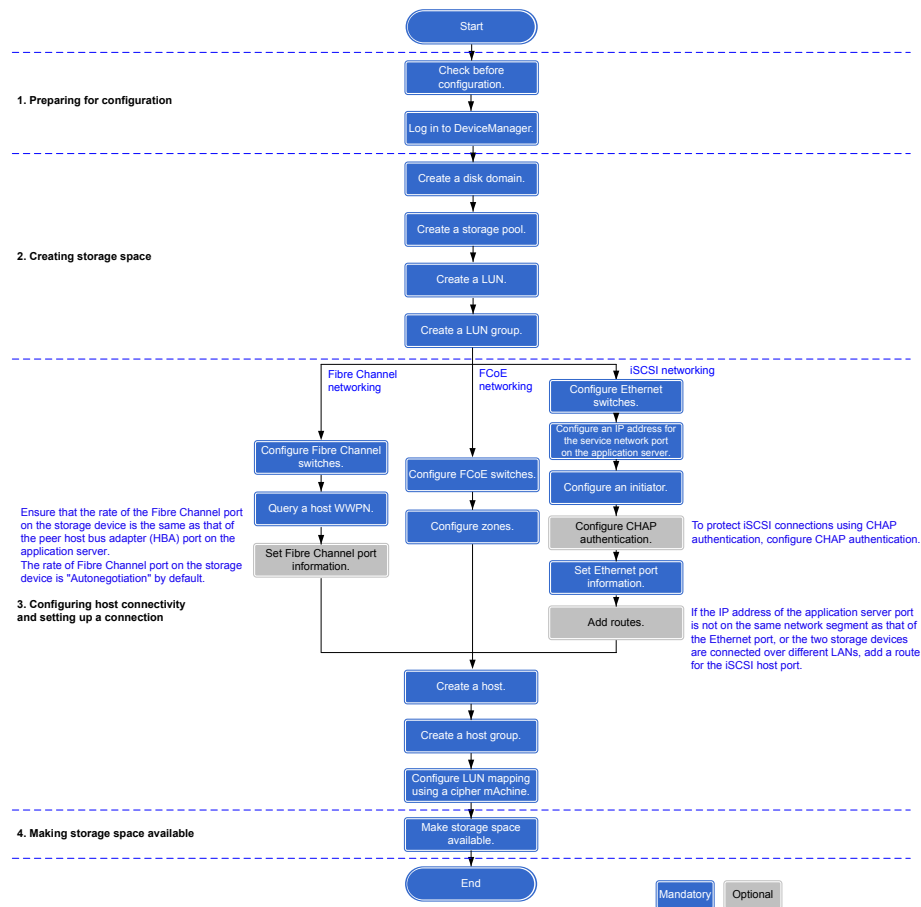 Start
Check before
configuration.
1. Preparing for configuration
Log in to DeviceManager.
Create a disk domain.
Create a storage pool.
2. Creating storage space
Create a LUN.
Create a LUN group.
Fibre Channel
networking
FCoE
networking
iSCSI networking
Configure Ethernet
switches.
Configure an IP address for
the service network port
on the application server.
Configure Fibre Channel
switches.
Configure FCoE switches.
Configure an initiator.
Query a host WWPN.
Configure zones.
Configure CHAP
authentication.
To protect iSCSI connections using CHAP
authentication, configure CHAP authentication.
Ensure that the rate of the Fibre Channel port
on the storage device is the same as that of
the peer host bus adapter (HBA) port on the
application server.
The rate of Fibre Channel port on the storage
device is "Autonegotiation" by default.
Set Fibre Channel port
information.
Set Ethernet port
information.
3. Configuring host connectivity
and setting up a connection
Add routes.
If the IP address of the application server port
is not on the same network segment as that of
the Ethernet port, or the two storage devices
are connected over different LANs, add a route
for the iSCSI host port.
Create a host.
Create a host group.
Configure LUN mapping
using a cipher mAchine.
4. Making storage space available
Make storage space
available.
End
Mandatory
Optional